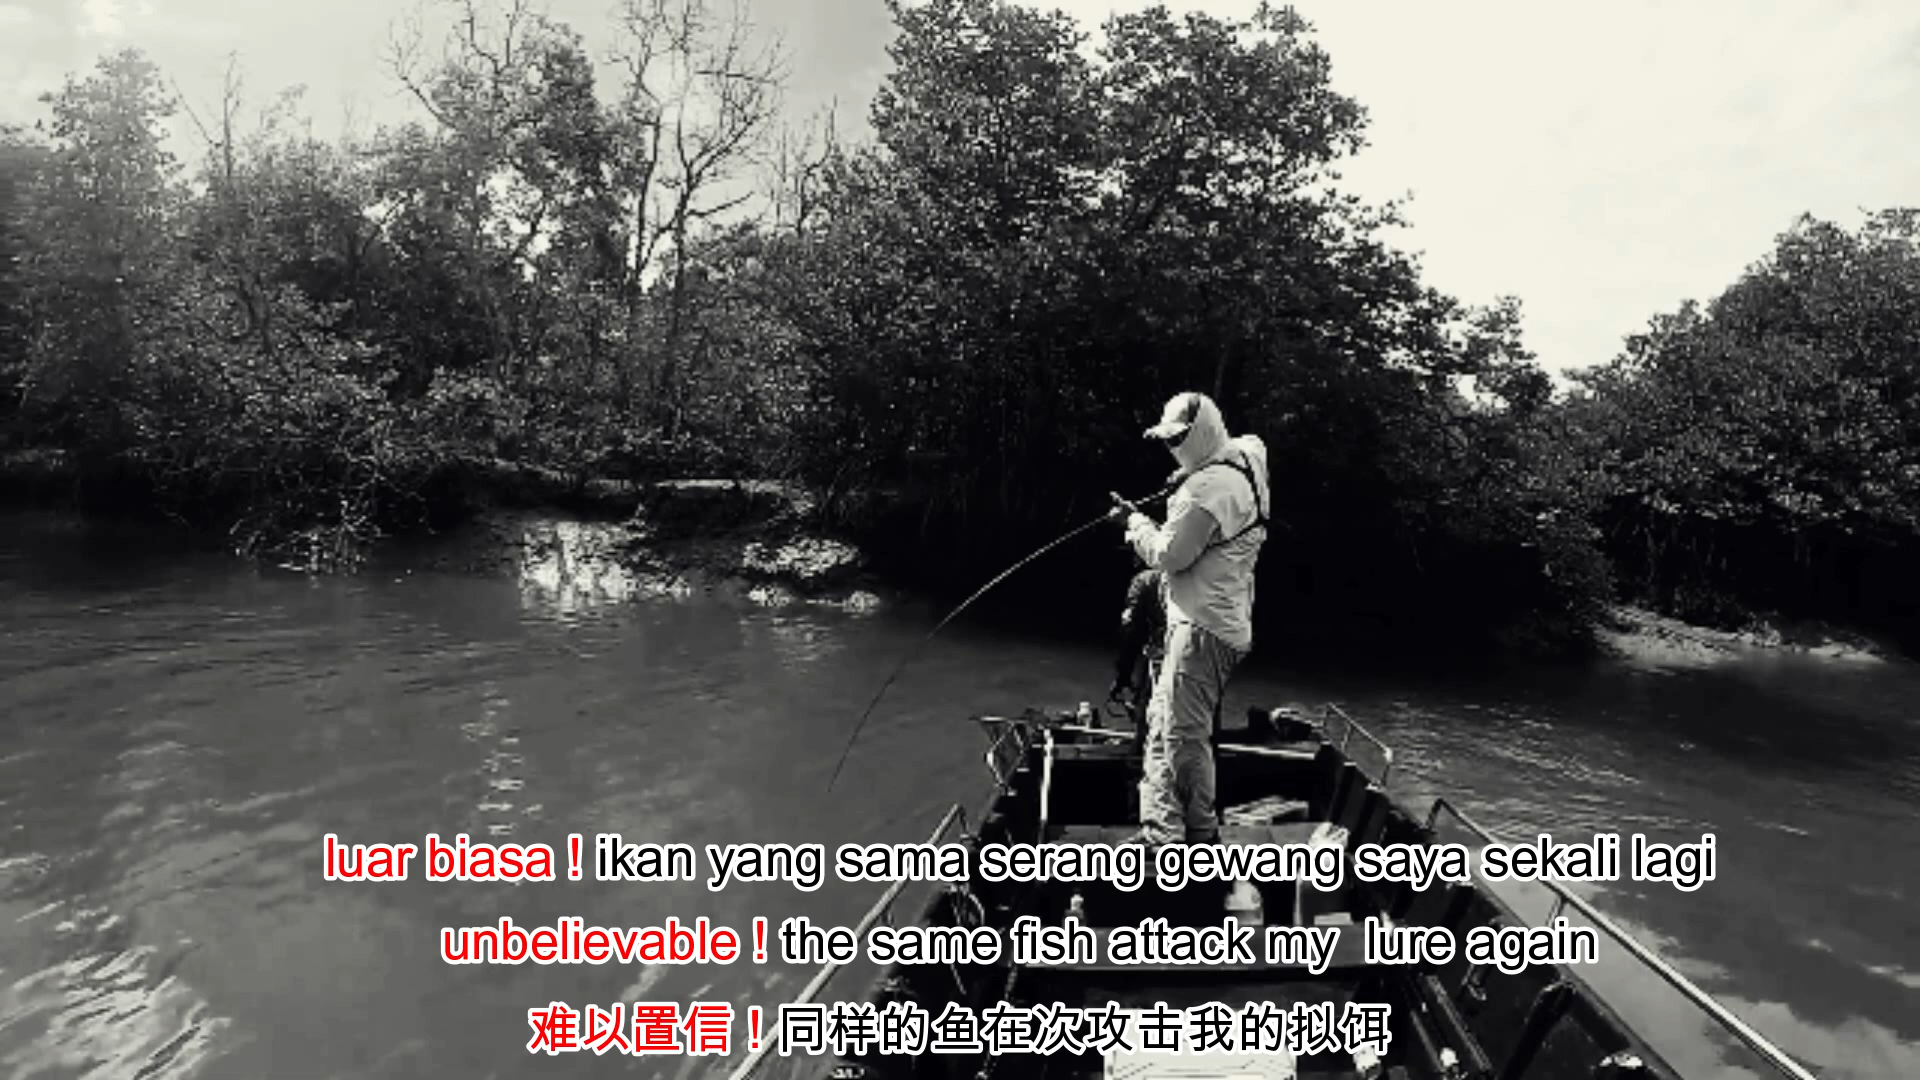 luar biasa ! ikan yang sama serang gewang saya sekali lagi
unbelievable ! the same fish attack my  lure again
难以置信 ! 同样的鱼在次攻击我的拟饵